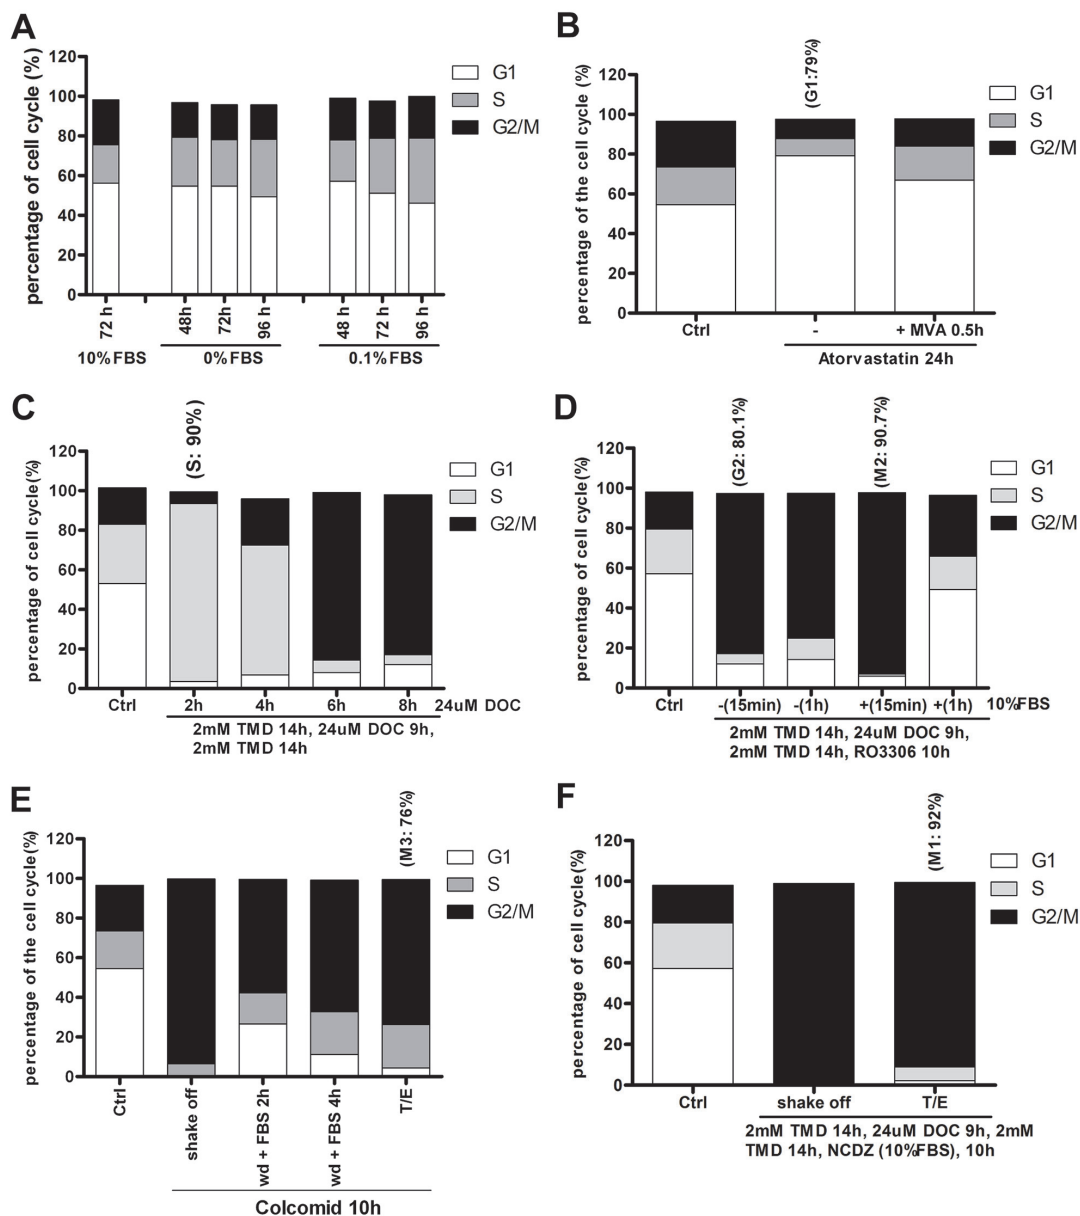 A
percentage of cell cycle (%)
120
100
80
60
40
20
0
72 h
48h
72h
96 h
48 h
72 h
96 h
10%FBS
0%FBS
0.1%FBS
G1
S
G2/M
B
percentage of the cell cycle (%)
120
100
80
60
40
20
0
(G1:79%)
Ctrl
-
+ MVA 0.5h
Atorvastatin 24h
G1
S
G2/M
C
percentage of cell cycle(%)
120
100
80
60
40
20
0
(S: 90%)
Ctrl
2h
4h
6h
8h
24uM DOC
2mM TMD 14h, 24uM DOC 9h,
2mM TMD 14h
G1
S
G2/M
D
percentage of cell cycle(%)
120
100
80
60
40
20
0
(G2: 80.1%)
(M2: 90.7%)
Ctrl
-(15min)
-(1h)
+(15min)
+(1h)
10%FBS
2mM TMD 14h, 24uM DOC 9h,
2mM TMD 14h, RO3306 10h
G1
S
G2/M
E
percentage of the cell cycle(%)
120
100
80
60
40
20
0
(M3: 76%)
Ctrl
shake off
wd + FBS 2h
wd + FBS 4h
T/E
Colcomid 10h
G1
S
G2/M
F
percentage of cell cycle(%)
120
100
80
60
40
20
0
(M1: 92%)
Ctrl
shake off
T/E
2mM TMD 14h, 24uM DOC 9h, 2mM
TMD 14h, NCDZ (10%FBS), 10h
G1
S
G2/M